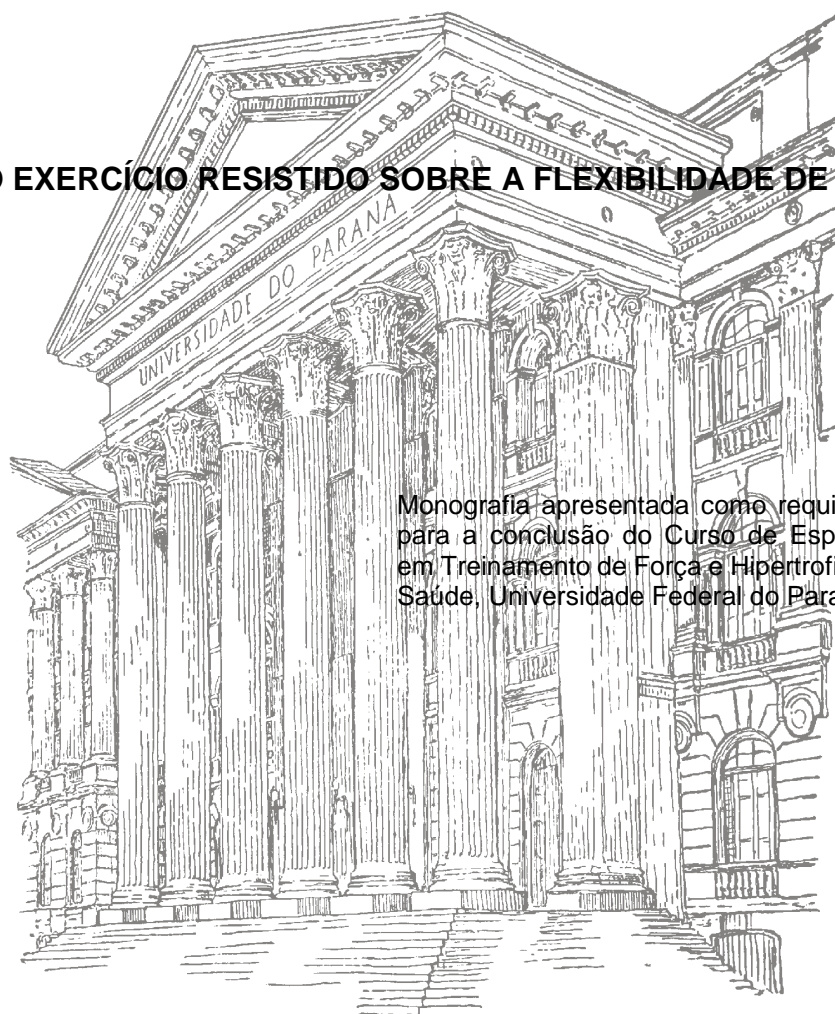 O EXERCÍCIO RESISTIDO SOBRE A FLEXIBILIDADE DE
UNIVERSIDADE DO PARANÁ
Monografia apresentada como requi
para a conclusão do Curso de Esp
em Treinamento de Força e Hipertrofi
Saúde, Universidade Federal do Para